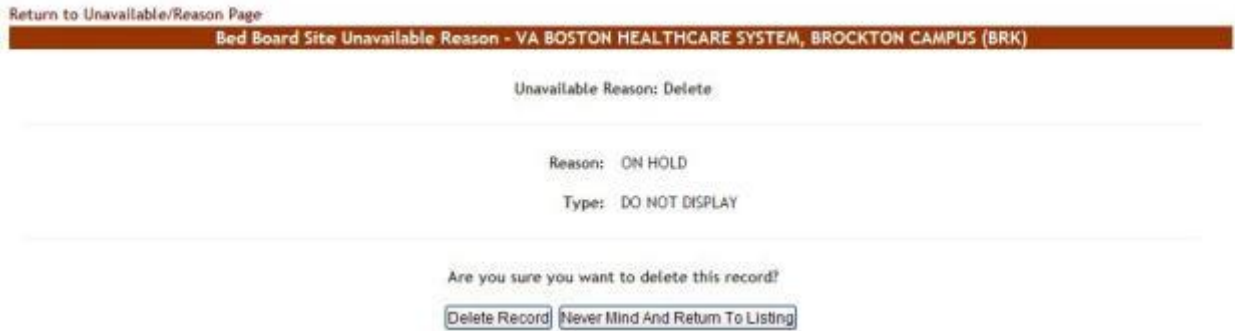 Return to Unavailable/Reason Page
Bed Board Site Unavailable Reason - VA BOSTON HEALTHCARE SYSTEM, BROCKTON CAMPUS (BRK)
Unavailable Reason: Delete
Reason: ON HOLD
Type: DO NOT DISPLAY
Are you sure you want to delete this record?
Delete Record Never Mind And Return To Listing